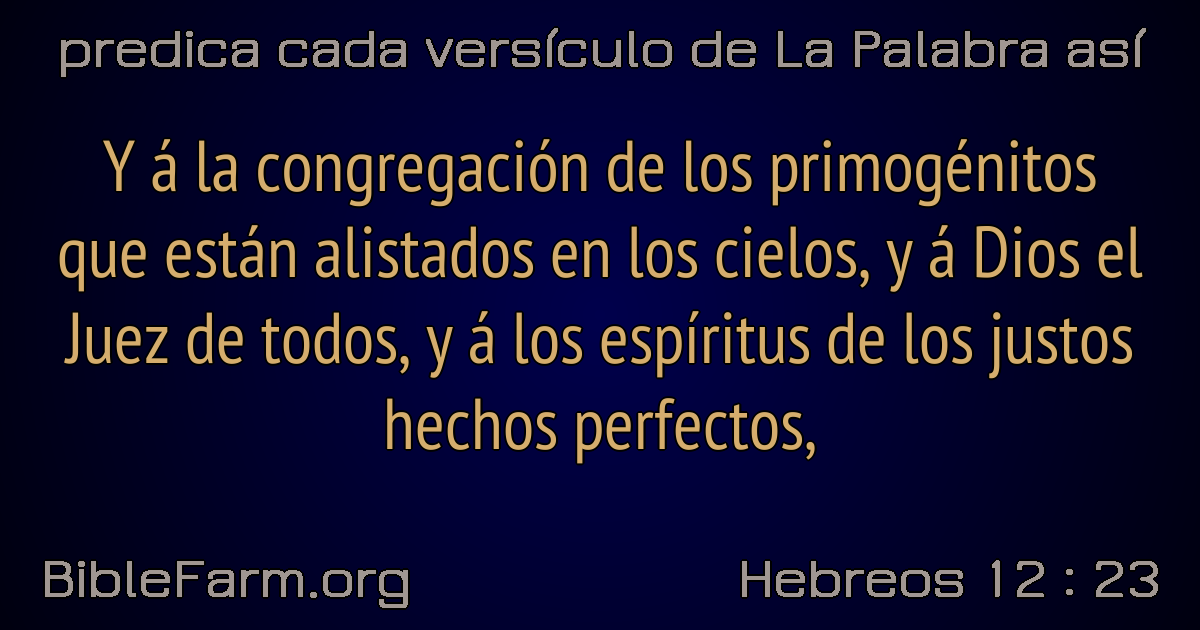 predica cada versículo de La Palabra así
Y á la congregación de los primogénitos
que están alistados en los cielos, y á Dios el
Juez de todos, y á los espíritus de los justos
hechos perfectos,
BibleFarm.org
Hebreos 12 : 23